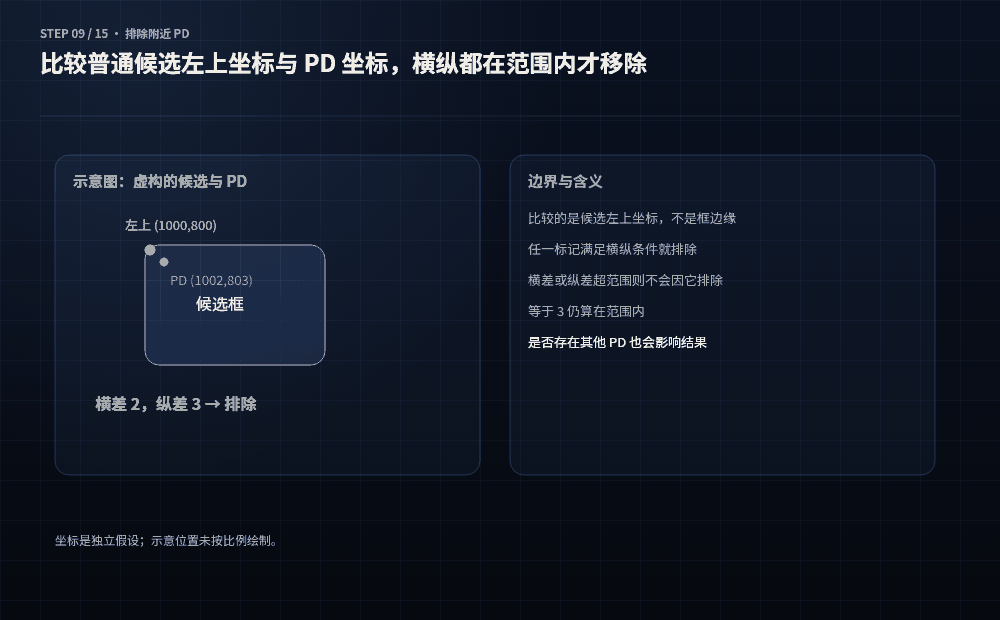 STEP 09 / 15 · 排除附近 PD
比较普通候选左上坐标与 PD 坐标，横纵都在范围内才移除
示意图：虚构的候选与 PD
左上 (1000,800)
PD (1002,803)
候选框
横差 2，纵差 3 → 排除
边界与含义
比较的是候选左上坐标，不是框边缘
任一标记满足横纵条件就排除
横差或纵差超范围则不会因它排除
等于 3 仍算在范围内
是否存在其他 PD 也会影响结果
坐标是独立假设；示意位置未按比例绘制。